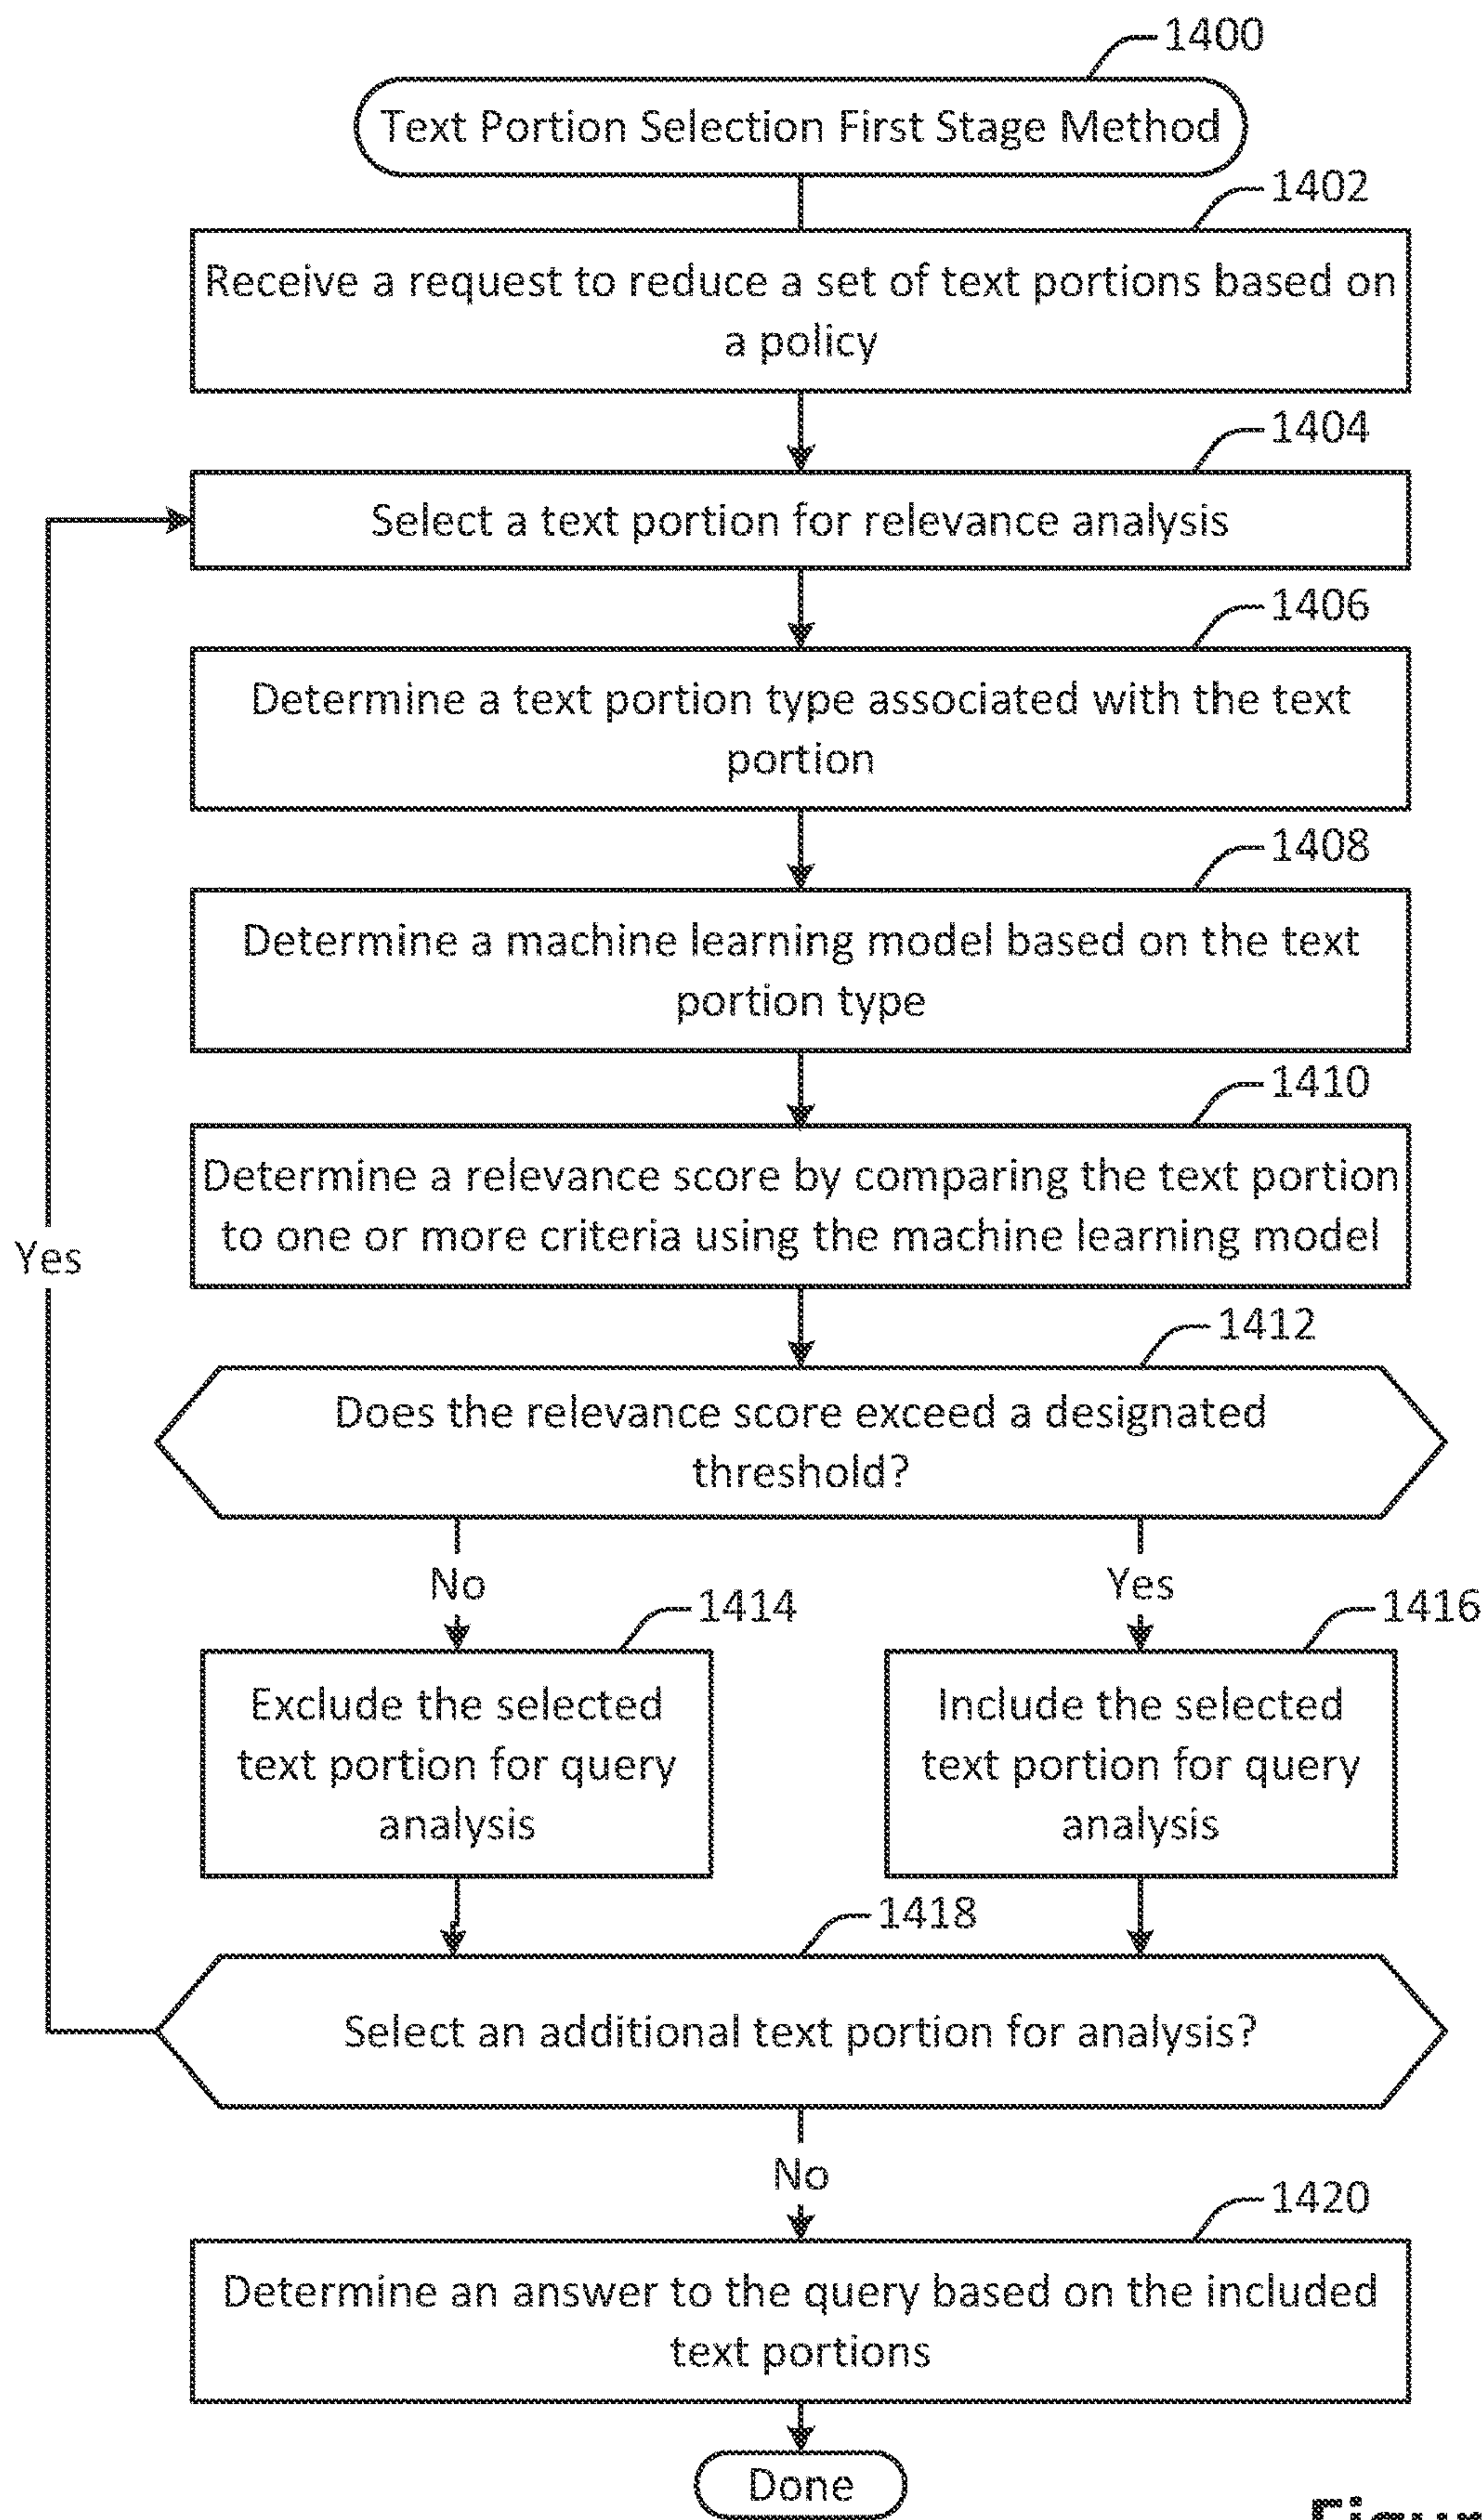 1400
Text Portion Selection First Stage Method
1402
Receive a request to reduce a set of text portions based on
a policy
1404
Select a text portion for relevance analysis
1406
Determine a text portion type associated with the text
portion
1408
Determine a machine learning model based on the text
portion type
1410
Determine a relevance score by comparing the text portion
to one or more criteria using the machine learning model
Yes
1412
Does the relevance score exceed a designated
threshold?
No
Yes
1414
1416
Exclude the selected
text portion for query
analysis
Include the selected
text portion for query
analysis
1418
Select an additional text portion for analysis?
No
1420
Determine an answer to the query based on the included
text portions
Done